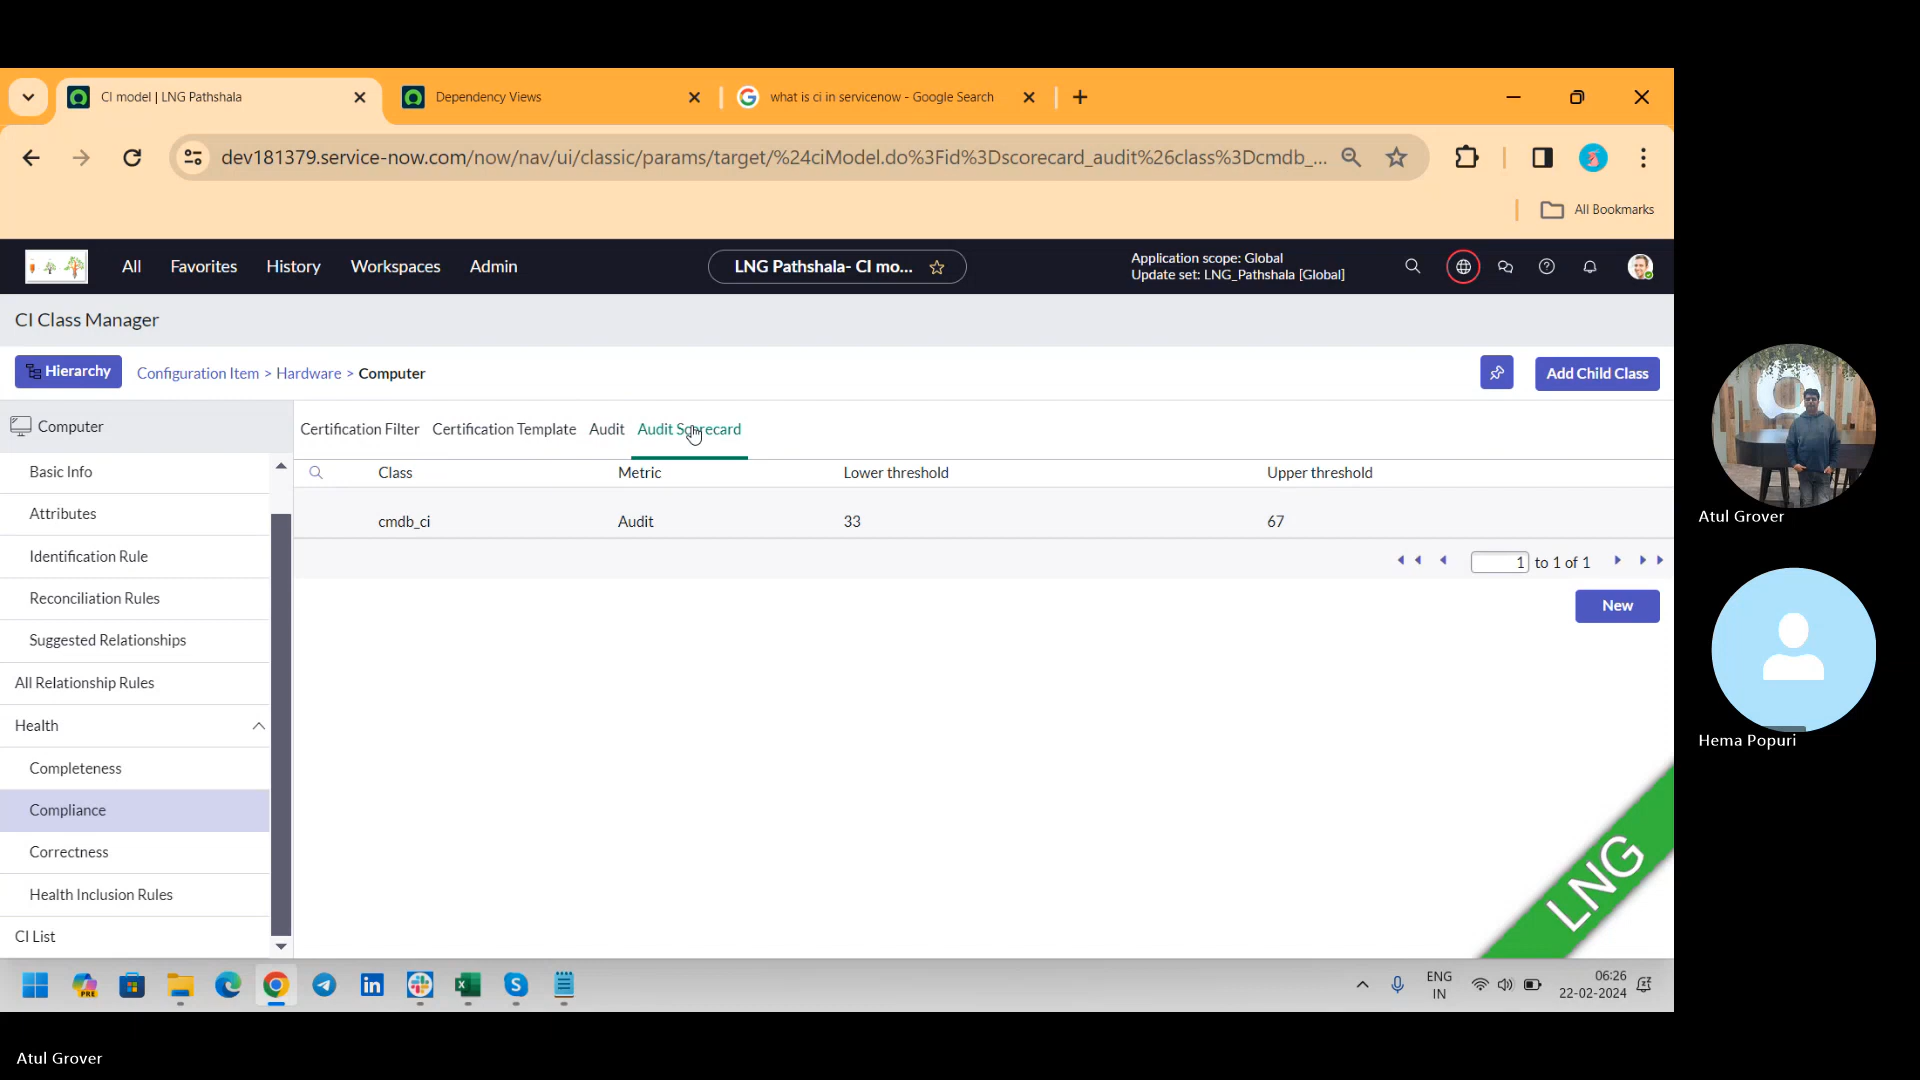 CI model | LNG Pathshala
Dependency Views
what is ci in servicenow - Google Search
dev181379.service-now.com/now/nav/ui/classic/params/target/%24ciModel.do%3Fid%3Dscorecard_audit%26class%3Dcmdb_...
All Bookmarks
All
Favorites
History
Workspaces
Admin
LNG Pathshala- CI mo...
Application scope: Global
Update set: LNG_Pathshala [Global]
CI Class Manager
Hierarchy
Configuration Item > Hardware > Computer
Add Child Class
Computer
Certification Filter
Certification Template
Audit
Audit Scorecard
Basic Info
Attributes
Identification Rule
Reconciliation Rules
Suggested Relationships
All Relationship Rules
Health
Completeness
Compliance
Correctness
Health Inclusion Rules
CI List
Class
Metric
Lower threshold
Upper threshold
cmdb_ci
Audit
33
67
1 to 1 of 1
New
LNG
PRE
ENG
IN
06:26
22-02-2024
Atul Grover
Hema Popuri
Atul Grover